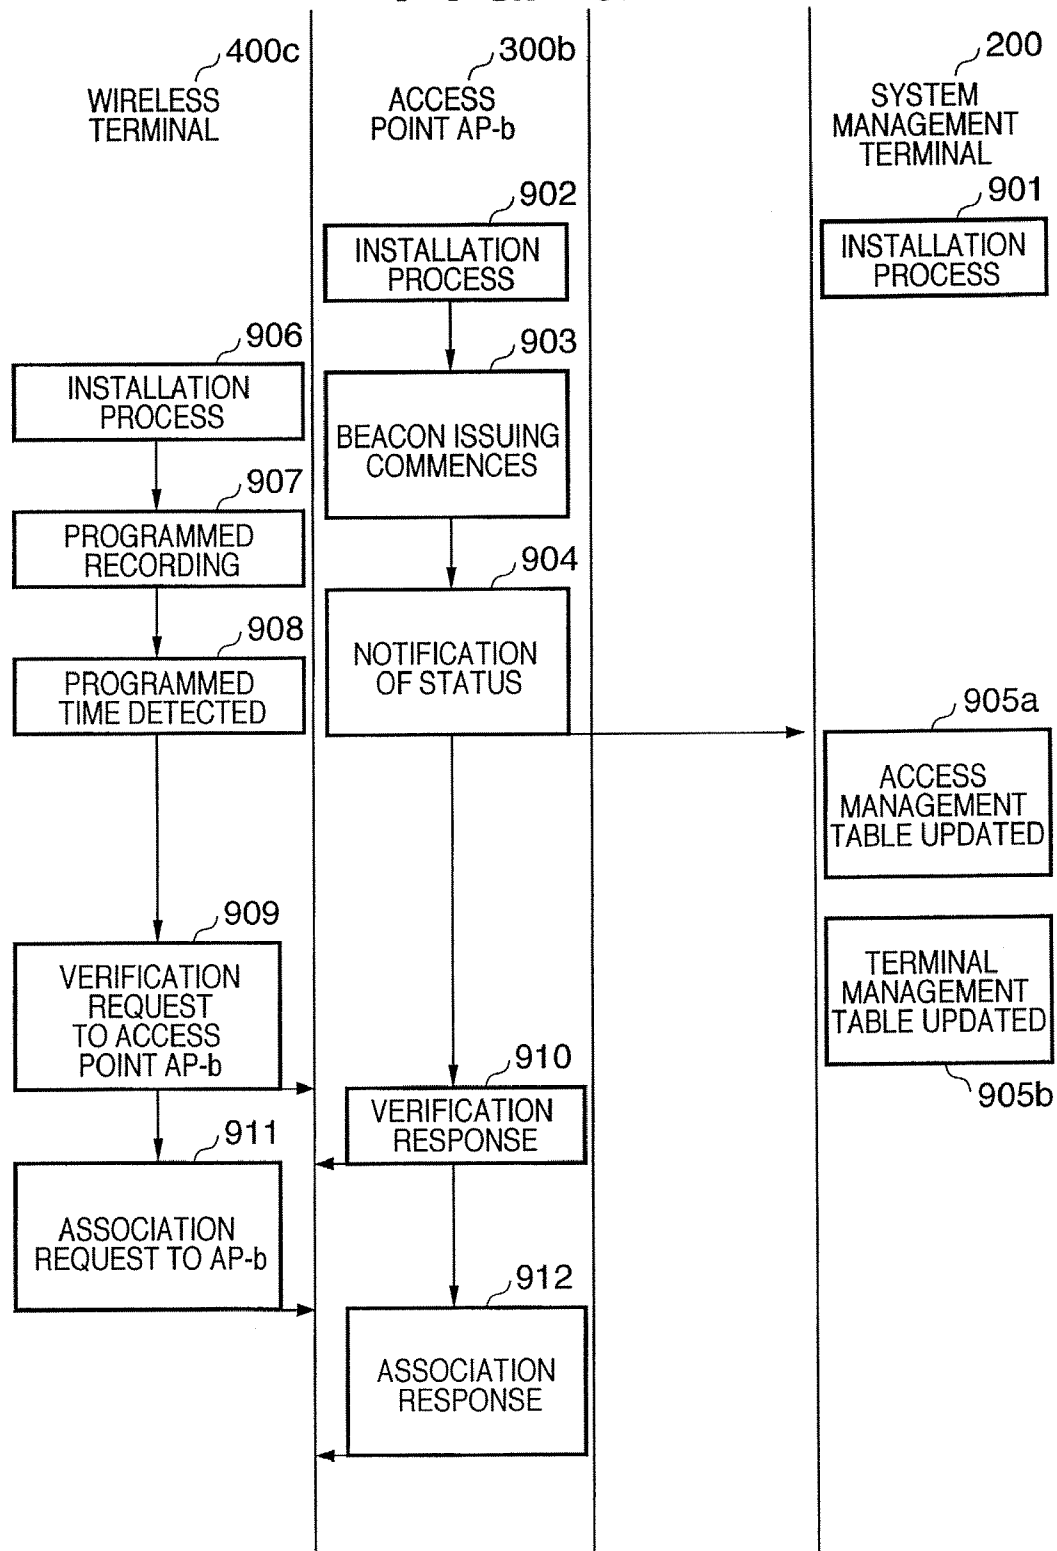 400c
WIRELESS
TERMINAL
300b
ACCESS
POINT AP-b
200
SYSTEM
MANAGEMENT
TERMINAL
901
INSTALLATION
PROCESS
902
INSTALLATION
PROCESS
903
BEACON ISSUING
COMMENCES
906
INSTALLATION
PROCESS
907
PROGRAMMED
RECORDING
904
NOTIFICATION
OF STATUS
908
PROGRAMMED
TIME DETECTED
905a
ACCESS
MANAGEMENT
TABLE UPDATED
TERMINAL
MANAGEMENT
TABLE UPDATED
905b
909
VERIFICATION
REQUEST
TO ACCESS
POINT AP-b
910
VERIFICATION
RESPONSE
911
ASSOCIATION
REQUEST TO AP-b
912
ASSOCIATION
RESPONSE